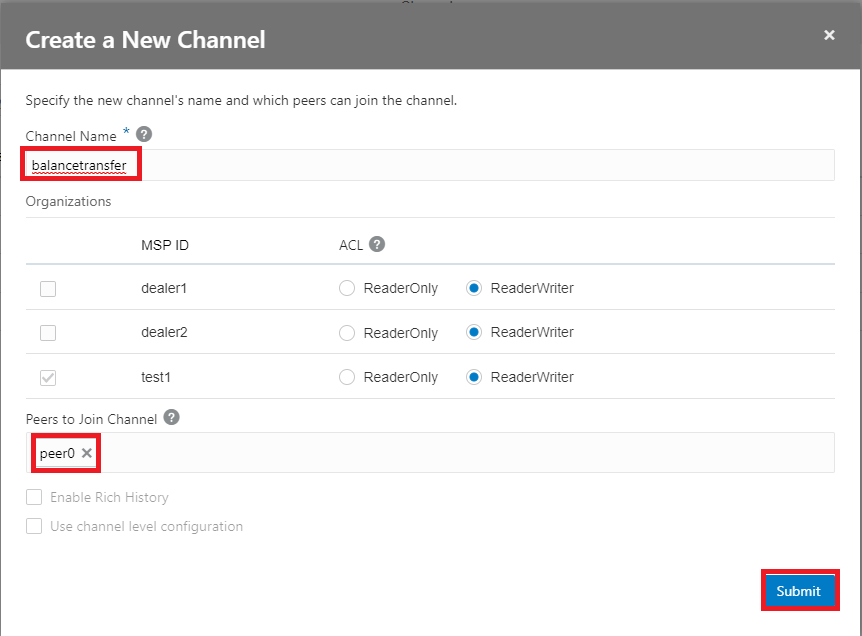 Create a New Channel ×
Specify the new channel's name and which peers can join the channel.
Channel Name * ?
balancetransfer
Organizations
MSP ID ACL ?
dealer1 ReaderOnly ReaderWriter
dealer2 ReaderOnly ReaderWriter
test1 ReaderOnly ReaderWriter
Peers to Join Channel ?
peer0 ×
Enable Rich History
Use channel level configuration
Submit